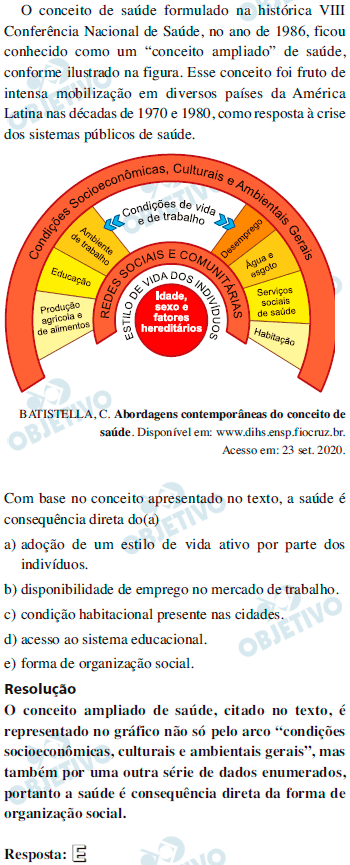 O conceito de saúde formulado na histórica VIII
Conferência Nacional de Saúde, no ano de 1986, ficou
conhecido como um “conceito ampliado” de saúde,
conforme ilustrado na figura. Esse conceito foi fruto de
intensa mobilização em diversos países da América
Latina nas décadas de 1970 e 1980, como resposta à crise
dos sistemas públicos de saúde.
Condições Socioeconômicas, Culturais e Ambientais Gerais
Condições de vida
e de trabalho
Ambiente
de trabalho
Educação
Produção
agrícola e
de alimentos
Desemprego
Água e
esgoto
Serviços
sociais
de saúde
Habitação
REDES SOCIAIS E COMUNITÁRIAS
ESTILO DE VIDA DOS INDIVÍDUOS
Idade,
sexo e
fatores
hereditários
BATISTELLA, C. Abordagens contemporâneas do conceito de
saúde. Disponível em: www.dihs.ensp.fiocruz.br.
Acesso em: 23 set. 2020.
Com base no conceito apresentado no texto, a saúde é
consequência direta do(a)
a) adoção de um estilo de vida ativo por parte dos
indivíduos.
b) disponibilidade de emprego no mercado de trabalho.
c) condição habitacional presente nas cidades.
d) acesso ao sistema educacional.
e) forma de organização social.
Resolução
O conceito ampliado de saúde, citado no texto, é
representado no gráfico não só pelo arco “condições
socioeconômicas, culturais e ambientais gerais”, mas
também por uma outra série de dados enumerados,
portanto a saúde é consequência direta da forma de
organização social.
Resposta: E
OBJETIVO
OBJETIVO
OBJETIVO
OBJETIVO
OBJETIVO